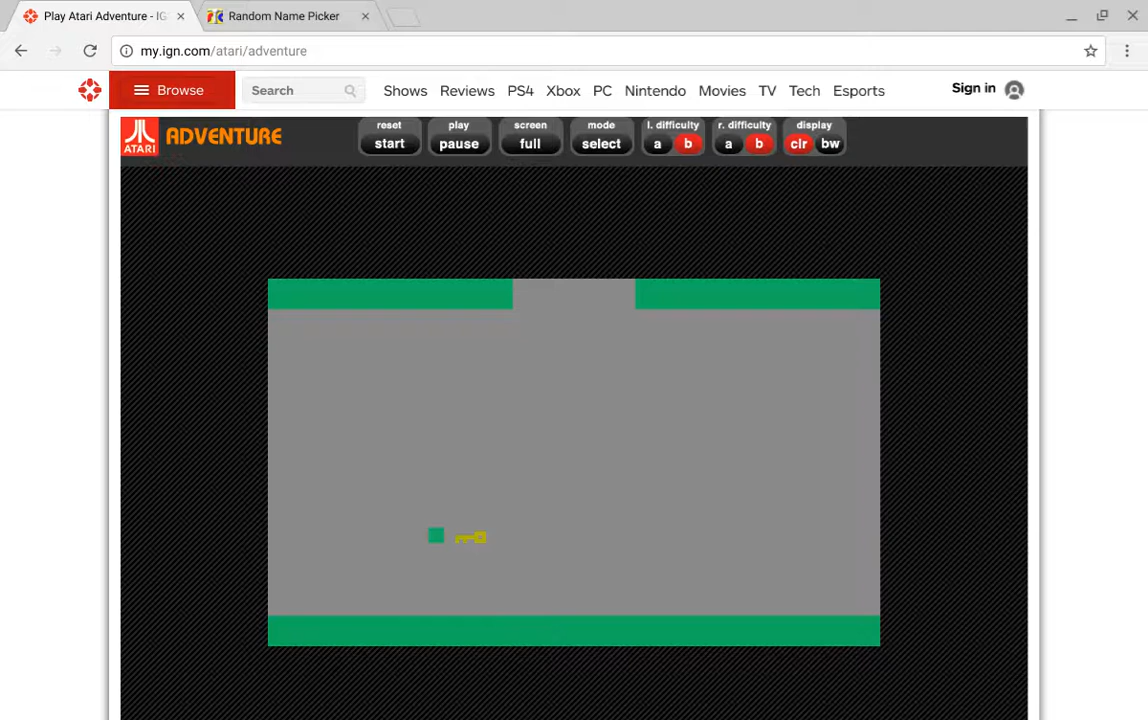 Play Atari Adventure - IG
Random Name Picker
my.ign.com/atari/adventure
Browse
Search
Shows Reviews PS4 Xbox PC Nintendo Movies TV Tech Esports
Sign in
ATARI
ADVENTURE
reset play screen mode l. difficulty r. difficulty display
start pause full select a b a b clr bw